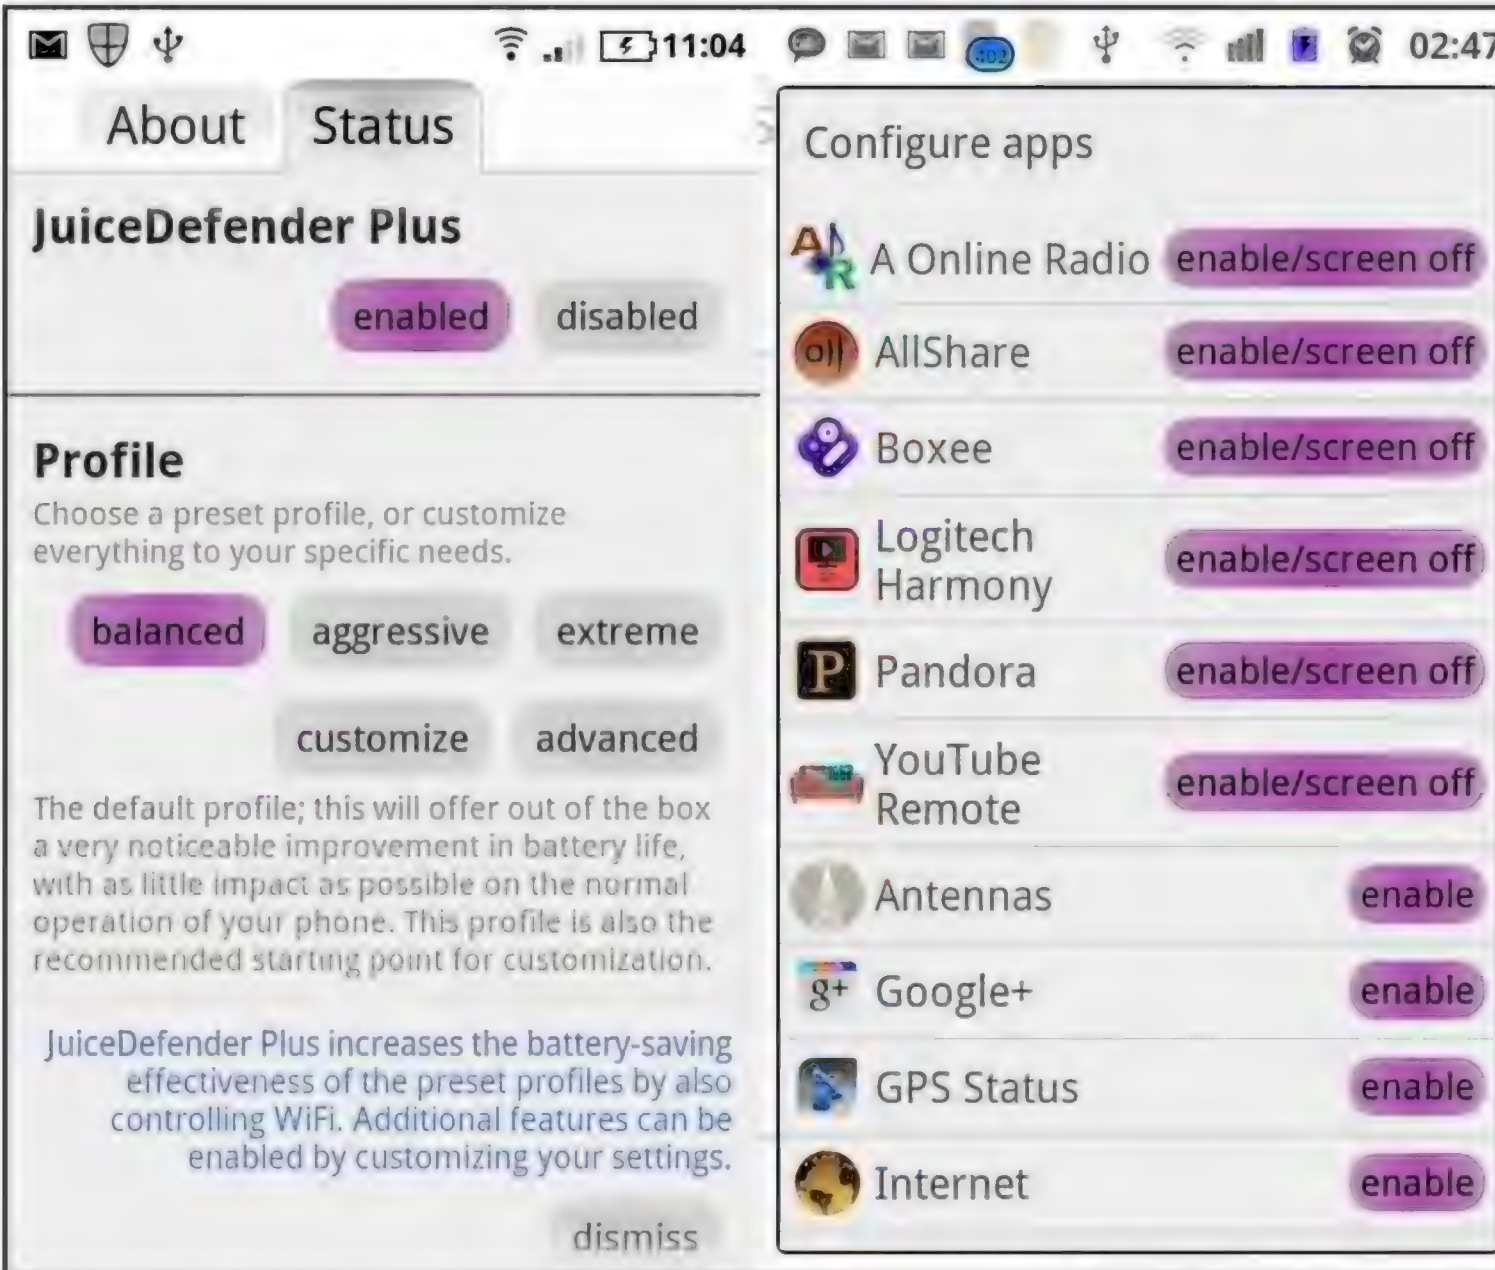 11:04
About
Status
JuiceDefender Plus
enabled
disabled
Profile
Choose a preset profile, or customize
everything to your specific needs.
balanced
aggressive
extreme
customize
advanced
The default profile; this will offer out of the box
a very noticeable improvement in battery life,
with as little impact as possible on the normal
operation of your phone. This profile is also the
recommended starting point for customization.
JuiceDefender Plus increases the battery-saving
effectiveness of the preset profiles by also
controlling WiFi. Additional features can be
enabled by customizing your settings.
dismiss
402
02:47
Configure apps
A Online Radio enable/screen off
all AllShare enable/screen off
Boxee enable/screen off
Logitech
Harmony
enable/screen off
P Pandora enable/screen off
YouTube
Remote
enable/screen off
Antennas enable
g+ Google+ enable
GPS Status enable
Internet enable